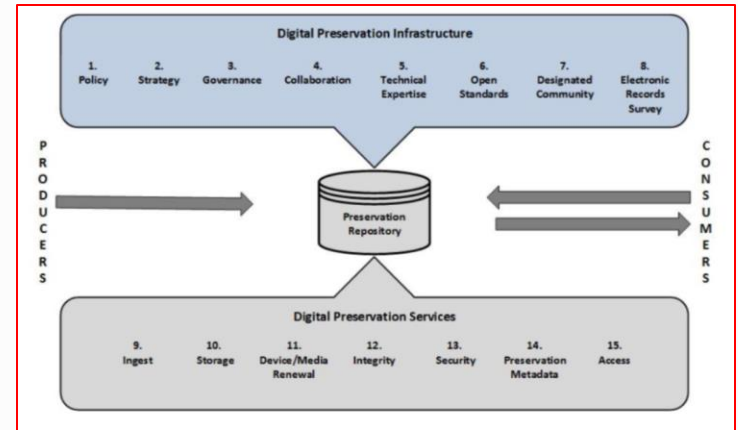 Digital Preservation Infrastructure
1. 2. 3. 4. 5. 6. 7. 8.
Policy Strategy Governance Collaboration Technical Open Designated Electronic
Expertise Standards Community Records
Survey
PRODUCERS
CONSUMERS
Preservation
Repository
Digital Preservation Services
9. 10. 11. 12. 13. 14. 15.
Ingest Storage Device/Media Integrity Security Preservation Access
Renewal Metadata